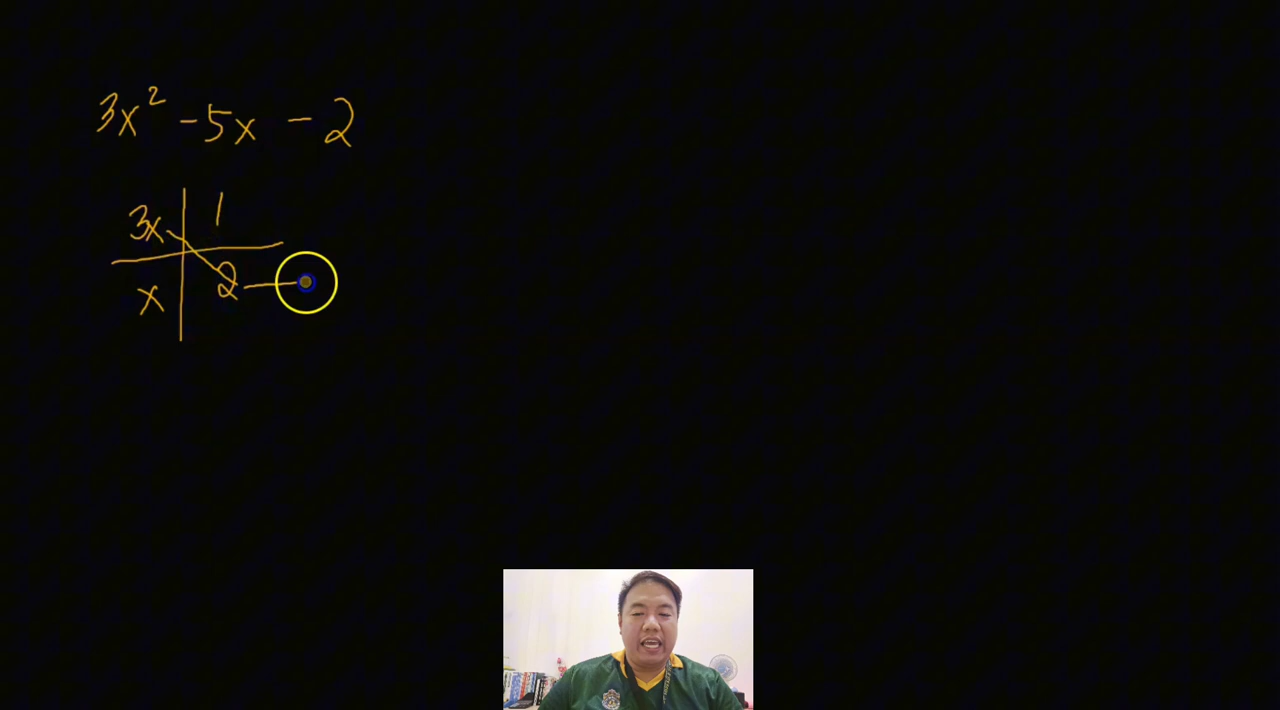 3x² - 5x - 2
3x 1
x 2